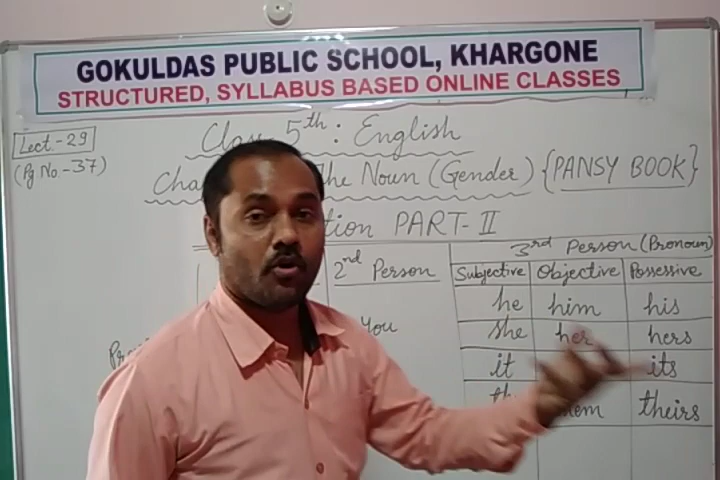 GOKULDAS PUBLIC SCHOOL, KHARGONE
STRUCTURED, SYLLABUS BASED ONLINE CLASSES
Lect.-29
(Pg No.-37)
Class 5th : English
The Noun (Gender) {PANSY BOOK}
PART-II
2nd Person
3rd Person (Pronoun)
Subjective Objective Possessive
You
he him his
she her hers
it its
theirs